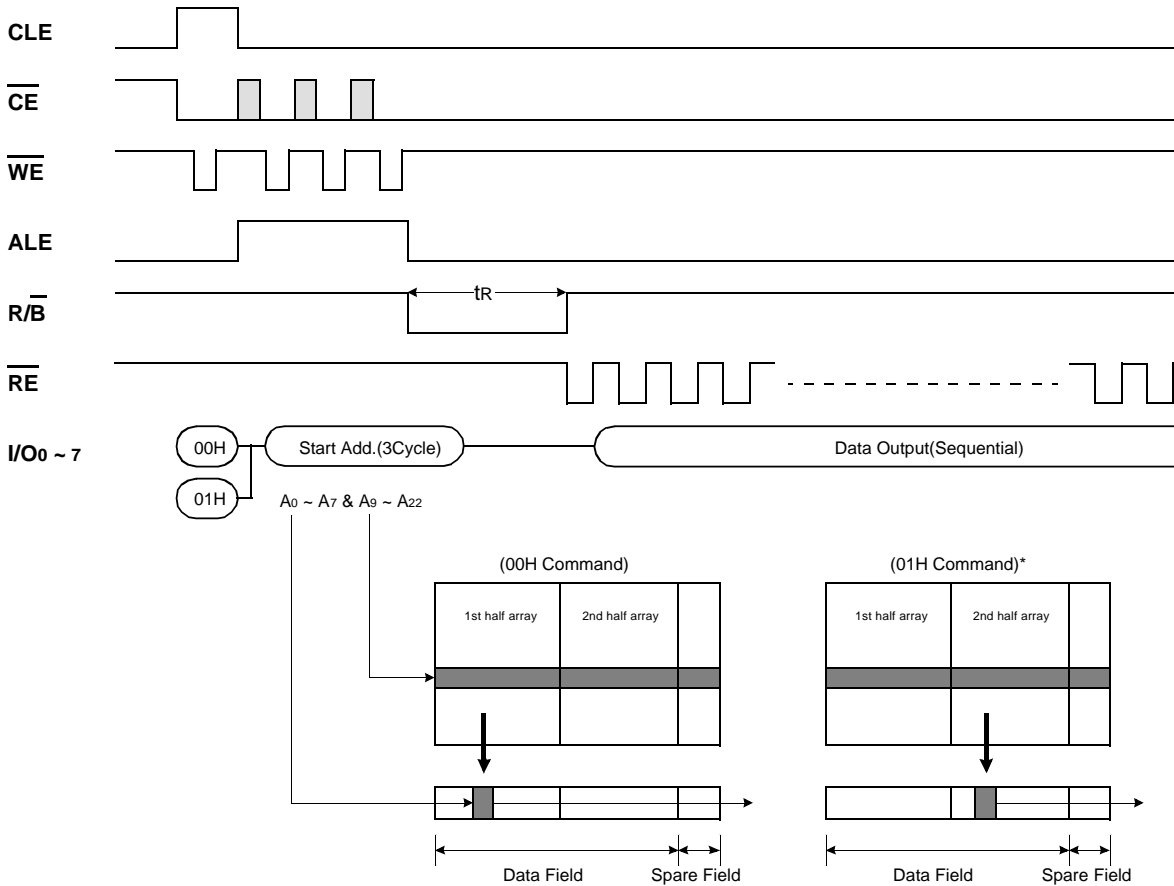 CLE
CE
WE
ALE
R/B
tR
RE
I/O0 ~ 7
00H
Start Add.(3Cycle)
Data Output(Sequential)
01H
A0 ~ A7 & A9 ~ A22
(00H Command)
(01H Command)*
1st half array
2nd half array
1st half array
2nd half array
Data Field
Spare Field
Data Field
Spare Field